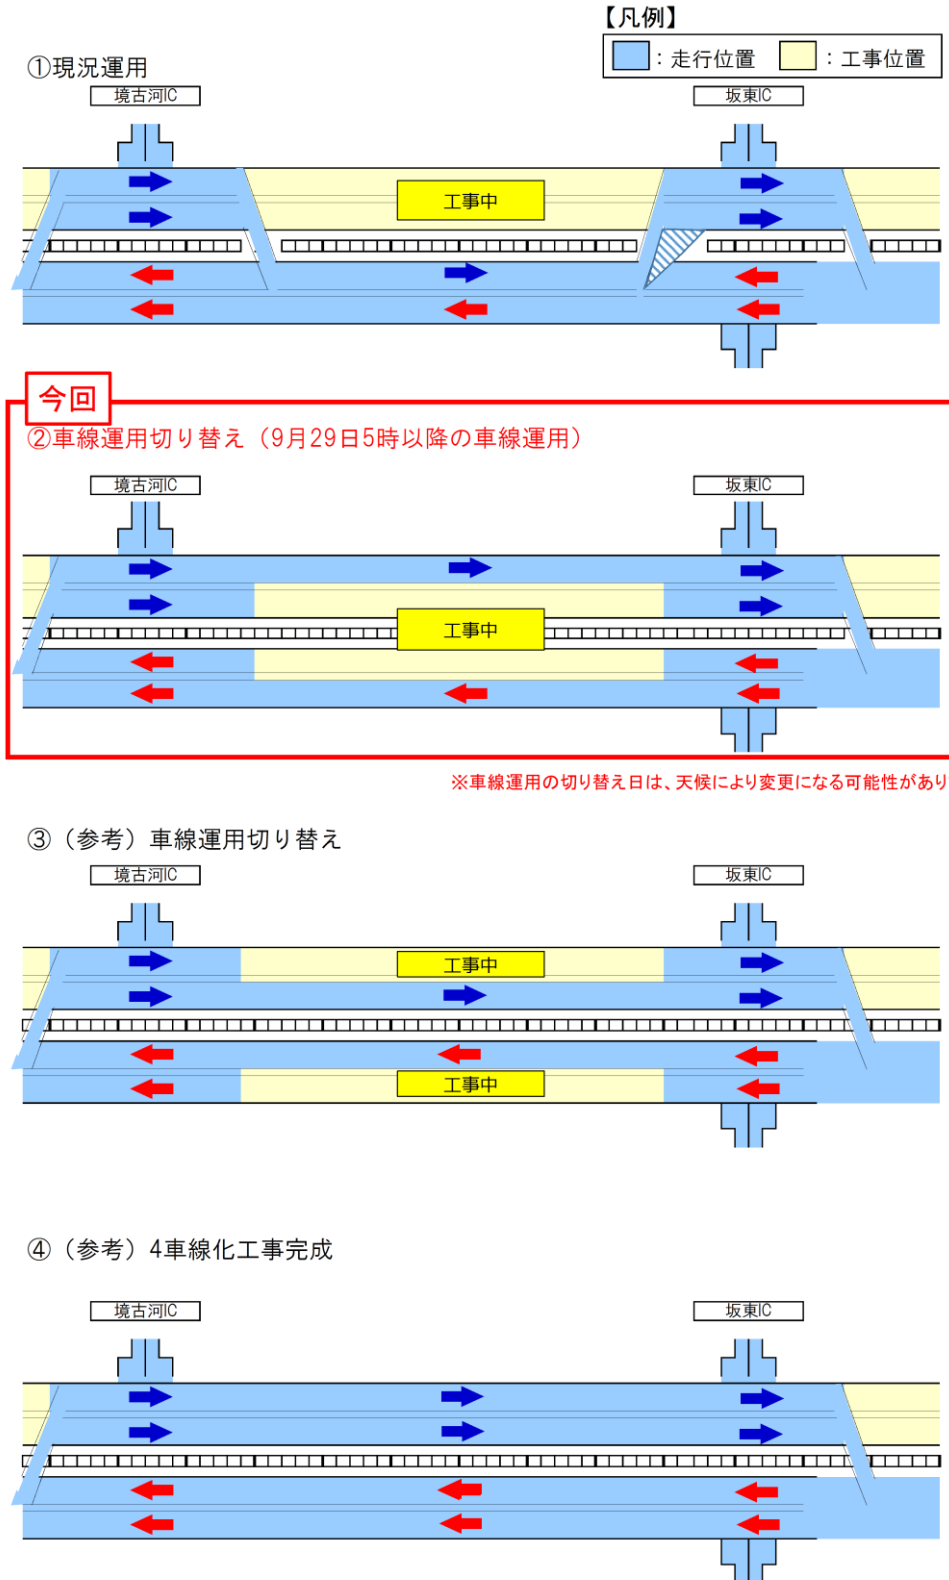 【凡例】
：走行位置 ：工事位置
①現況運用
境古河IC 坂東IC
工事中
今回
②車線運用切り替え（9月29日5時以降の車線運用）
境古河IC 坂東IC
工事中
※車線運用の切り替え日は、天候により変更になる可能性があり
③（参考）車線運用切り替え
境古河IC 坂東IC
工事中
工事中
④（参考）4車線化工事完成
境古河IC 坂東IC